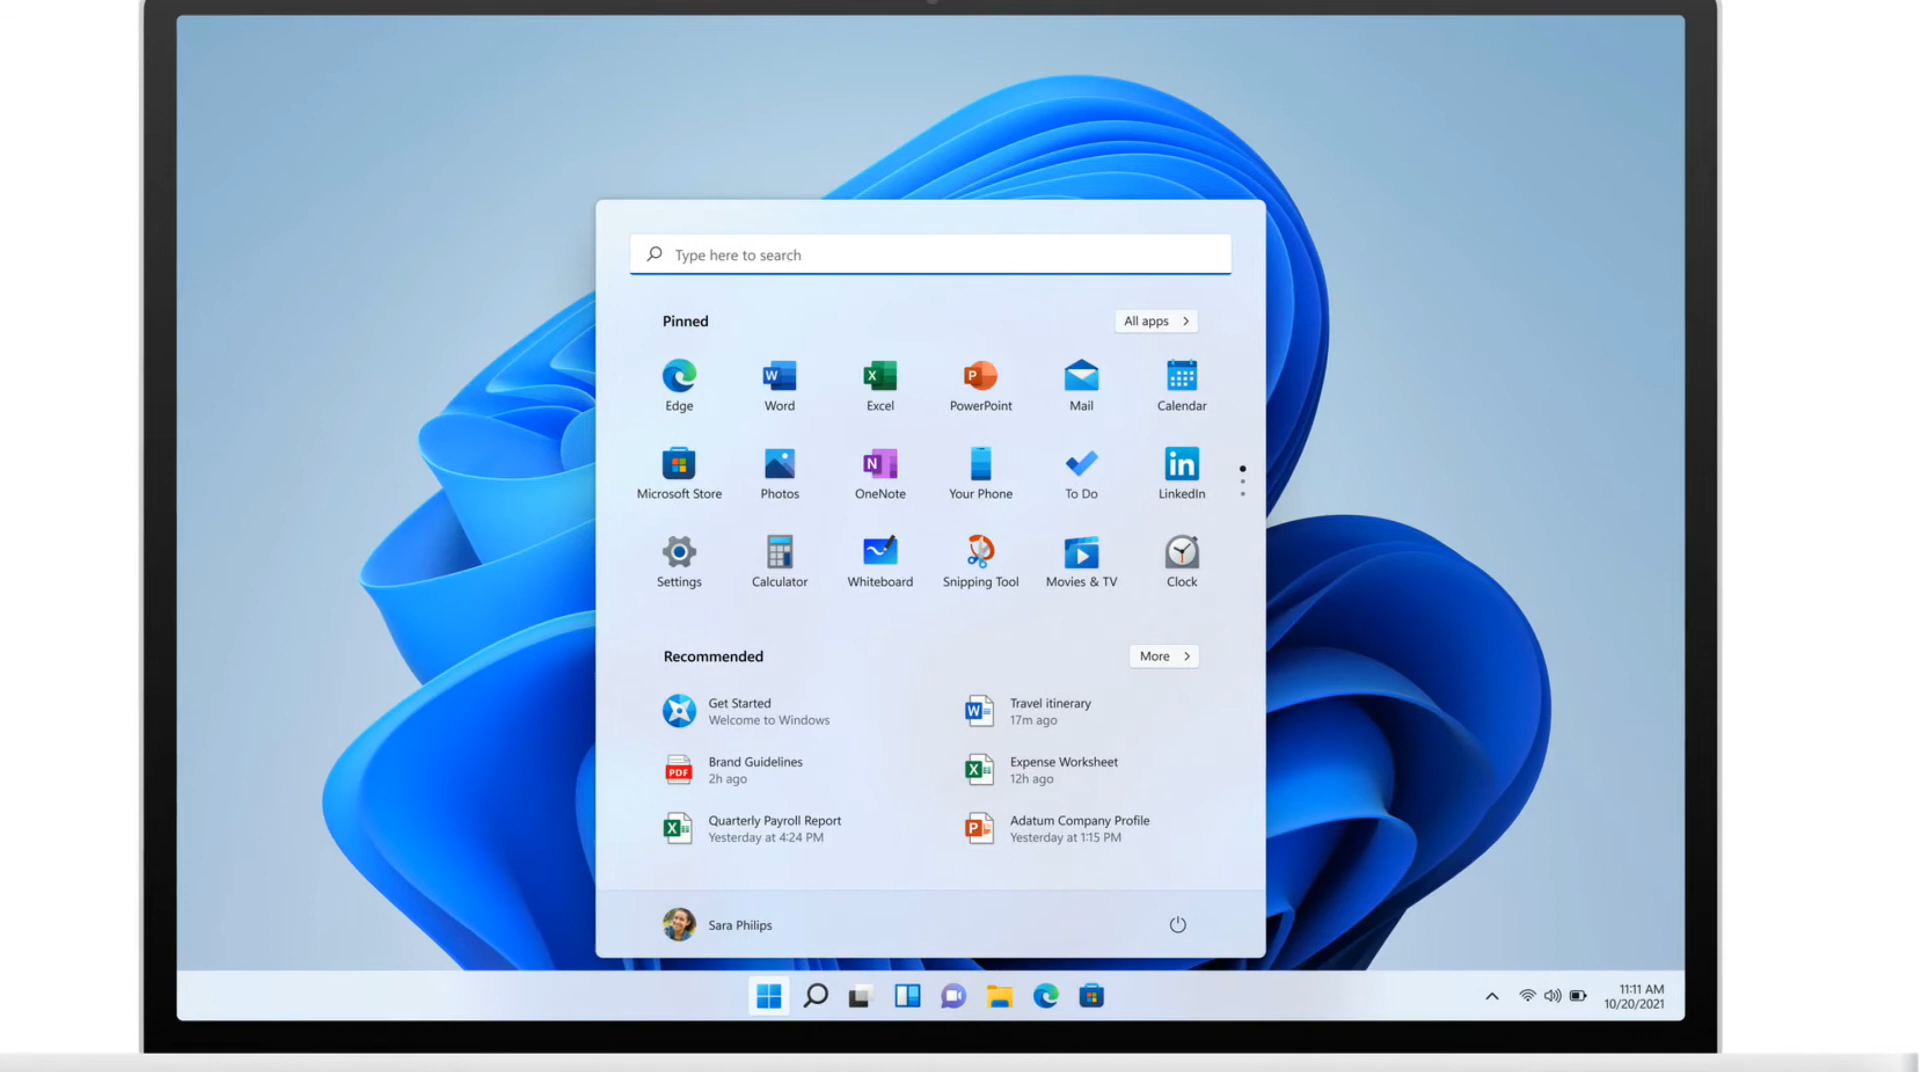 Type here to search
Pinned
All apps
Edge
Word
Excel
PowerPoint
Mail
Calendar
Microsoft Store
Photos
OneNote
Your Phone
To Do
LinkedIn
Settings
Calculator
Whiteboard
Snipping Tool
Movies & TV
Clock
Recommended
More
Get Started
Welcome to Windows
Travel itinerary
17m ago
Brand Guidelines
2h ago
Expense Worksheet
12h ago
Quarterly Payroll Report
Yesterday at 4:24 PM
Adatum Company Profile
Yesterday at 1:15 PM
Sara Philips
11:11 AM
10/20/2021